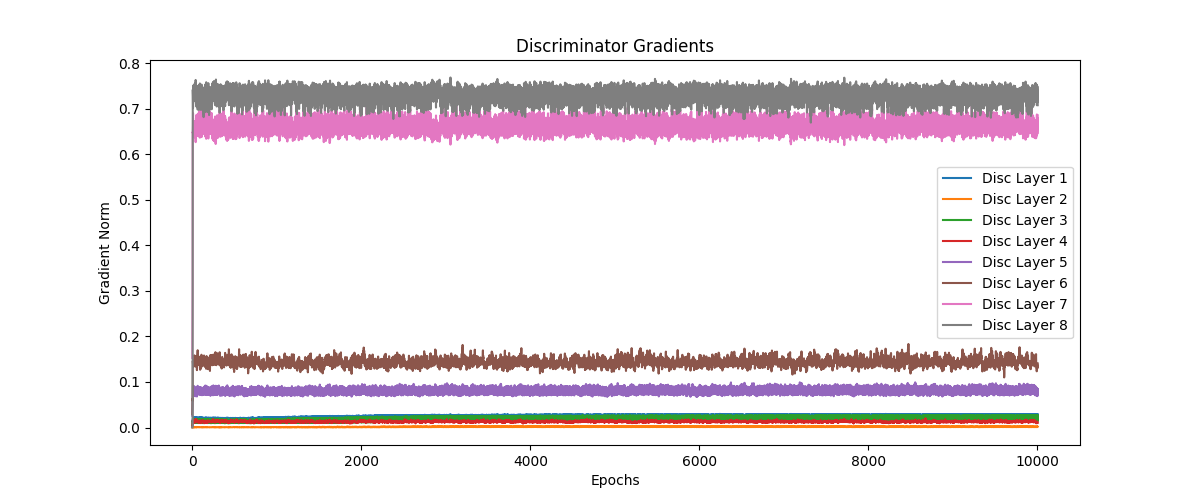 Discriminator Gradients
0.8
0.7
0.6
0.5
0.4
0.3
0.2
0.1
0.0
Gradient Norm
Disc Layer 1
Disc Layer 2
Disc Layer 3
Disc Layer 4
Disc Layer 5
Disc Layer 6
Disc Layer 7
Disc Layer 8
0 2000 4000 6000 8000 10000
Epochs